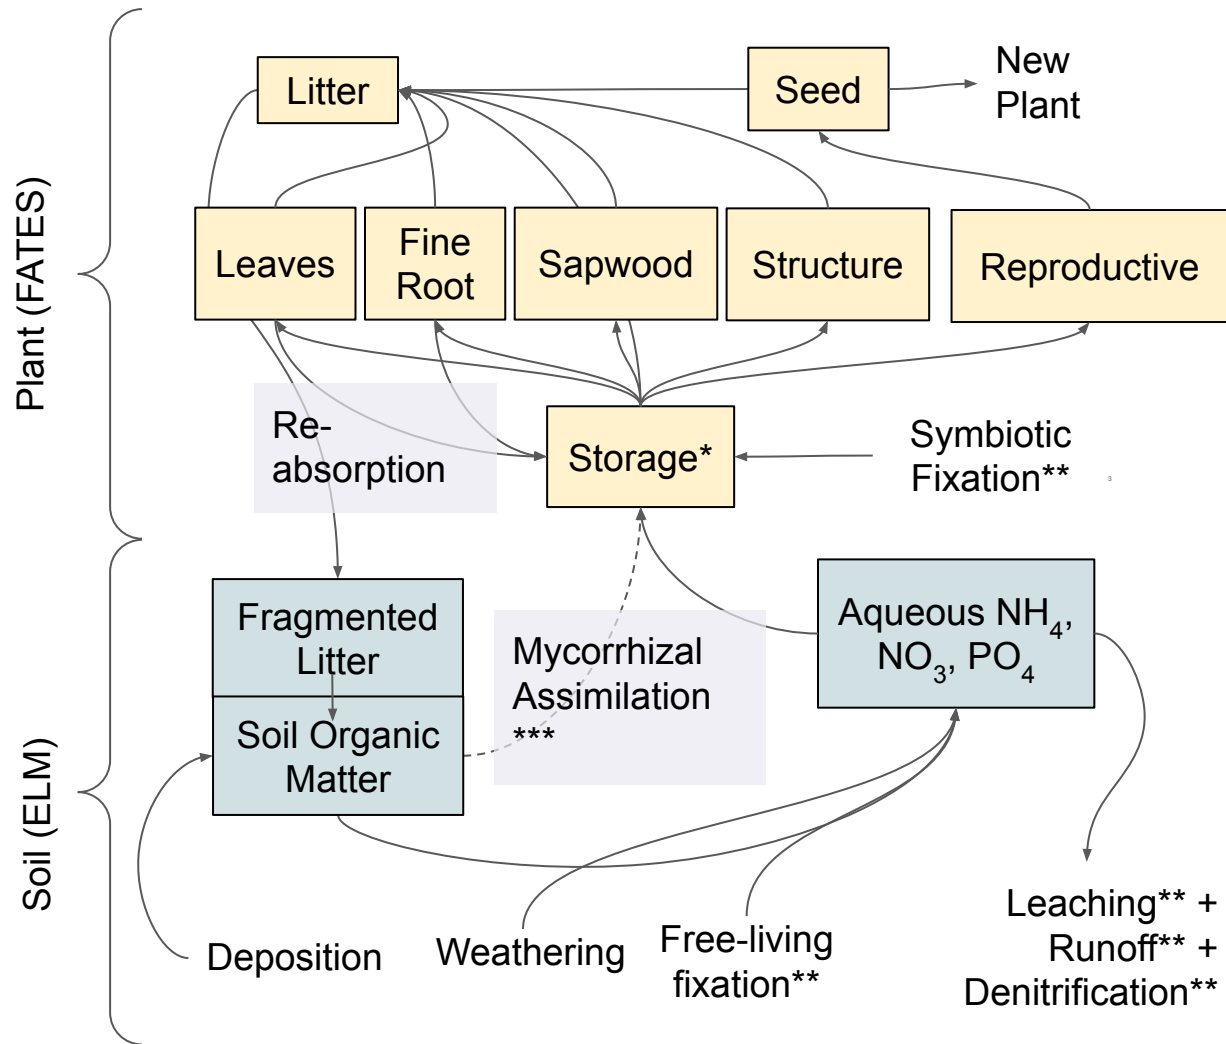 Plant (FATES)
Litter
Seed
New
Plant
Leaves
Fine
Root
Sapwood
Structure
Reproductive
Re-
absorption
Storage*
Symbiotic
Fixation**
3
Soil (ELM)
Fragmented
Litter
Soil Organic
Matter
Mycorrhizal
Assimilation
***
Aqueous NH₄,
NO₃, PO₄
Deposition
Weathering
Free-living
fixation**
Leaching** +
Runoff** +
Denitrification**